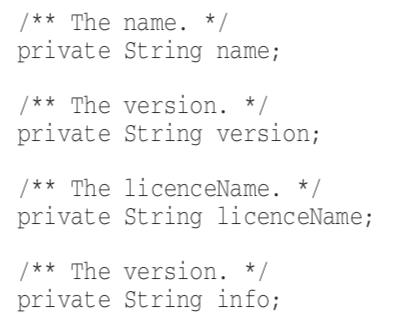 /** The name. */
private String name;
/** The version. */
private String version;
/** The licenceName. */
private String licenceName;
/** The version. */
private String info;